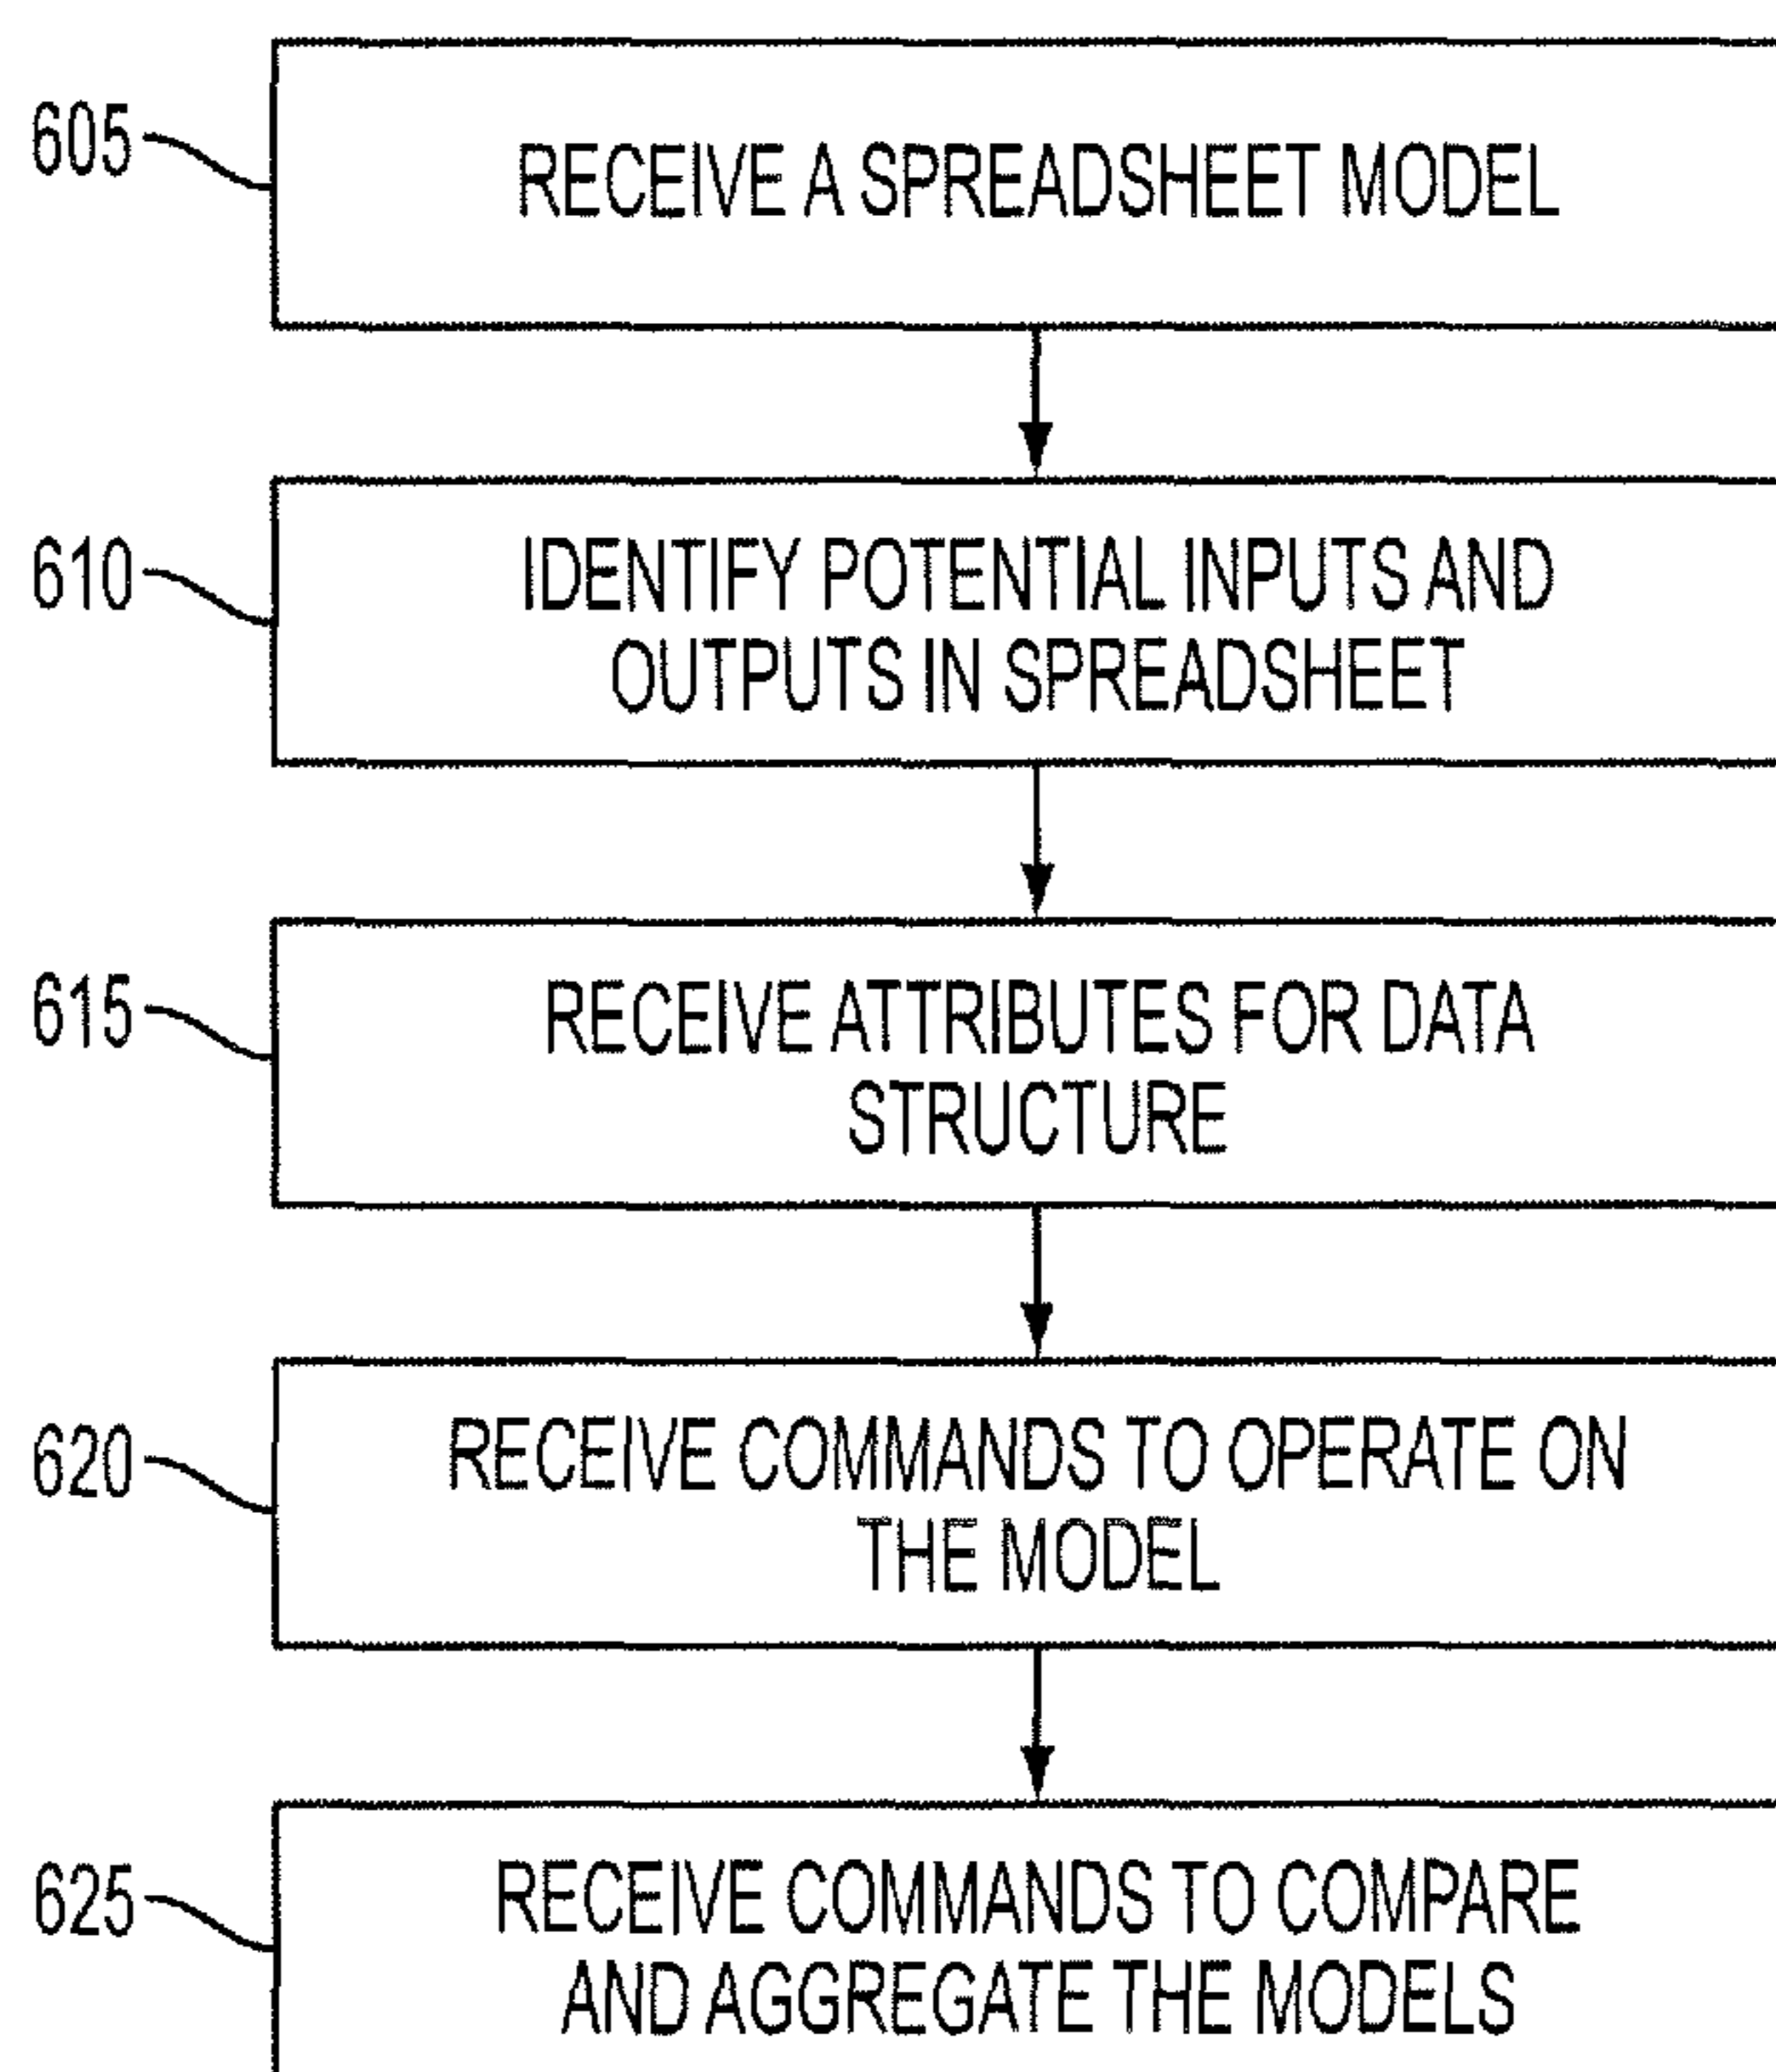 605
RECEIVE A SPREADSHEET MODEL
610
IDENTIFY POTENTIAL INPUTS AND
OUTPUTS IN SPREADSHEET
615
RECEIVE ATTRIBUTES FOR DATA
STRUCTURE
620
RECEIVE COMMANDS TO OPERATE ON
THE MODEL
625
RECEIVE COMMANDS TO COMPARE
AND AGGREGATE THE MODELS